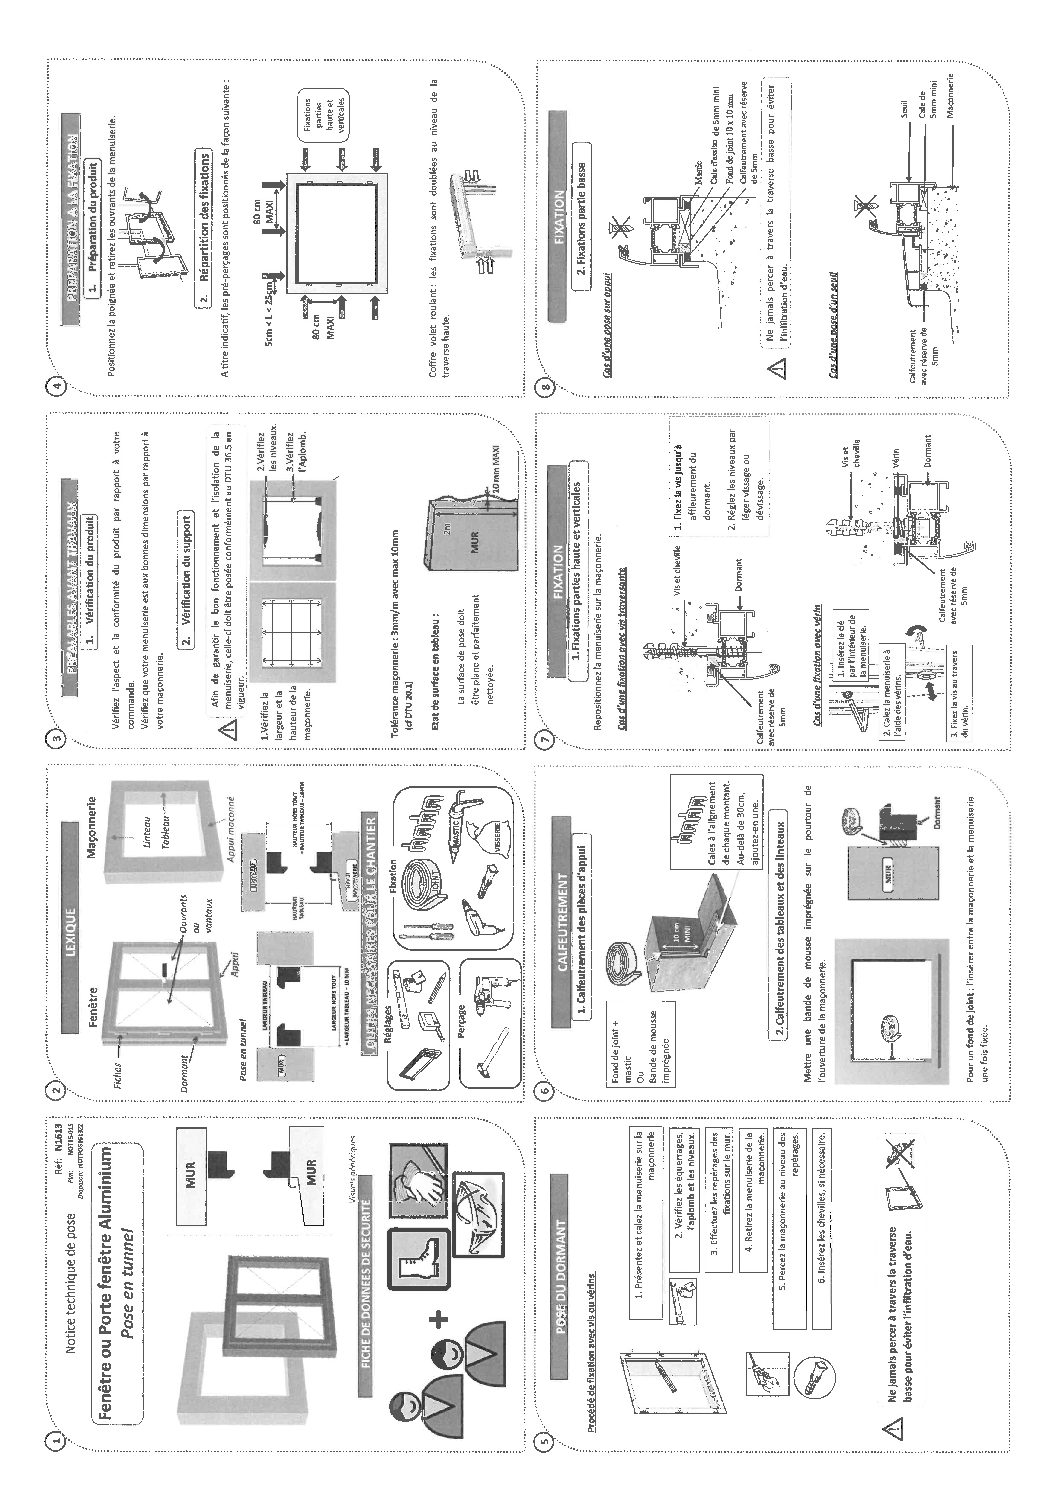 1
Notice technique de pose
Réf: N1613
Fenêtre ou Porte fenêtre Aluminium
Pose en tunnel
MUR
MUR
Visuels génériques
FICHE DE DONNÉES DE SECURITE
2
LEXIQUE
Fenêtre
Maçonnerie
Fiches
Dormant
Ouvrants
ou
vantaux
Appui
Linteau
Tableau
Appui maçonné
Pose en tunnel
LARGEUR TABLEAU
LARGEUR HORS TOUT
= LARGEUR TABLEAU – 10 MM
HAUTEUR
TABLEAU
HAUTEUR HORS TOUT
Réglages
Fixation
JOINT
MASTIC
VISSERIE
Perçage
3
PREALABLES AVANT TRAVAUX
1. Vérification du produit
Vérifiez l'aspect et la conformité du produit par rapport à votre
commande.
Vérifiez que votre menuiserie est aux bonnes dimensions par rapport à
votre maçonnerie.
2. Vérification du support
Afin de garantir le bon fonctionnement et l'isolation de la
menuiserie, celle-ci doit être posée conformément au DTU 36.5 en
vigueur.
1.Vérifiez la
largeur et la
hauteur de la
maçonnerie.
2.Vérifiez
les niveaux.
3.Vérifiez
l'Aplomb.
Tolérance maçonnerie : 3mm/m avec max 10mm
(cf DTU 20.1)
Etat de surface en tableau :
La surface de pose doit
être plane et parfaitement
nettoyée.
2m
MUR
10 mm MAXI
4
PREPARATION A LA FIXATION
1. Préparation du produit
Positionnez la poignée et retirez les ouvrants de la menuiserie.
2. Répartition des fixations
A titre indicatif, les pré-perçages sont positionnés de la façon suivante :
5cm < L < 25cm
80 cm
MAXI
80 cm
MAXI
Fixations
parties
haute et
verticales
Coffre volet roulant : les fixations sont doublées au niveau de la
traverse haute.
5
POSE DU DORMANT
Procédé de fixation avec vis ou vérins
1. Présentez et calez la menuiserie sur la
maçonnerie
2. Vérifiez les équerrages,
l'aplomb et les niveaux.
3. Effectuez les repérages des
fixations sur le mur.
4. Retirez la menuiserie de la
maçonnerie.
5. Percez la maçonnerie au niveau des
repérages.
6. Insérez les chevilles, si nécessaire.
Ne jamais percer à travers la traverse
basse pour éviter l'infiltration d'eau.
6
CALFEUTREMENT
1. Calfeutrement des pièces d'appui
Fond de joint +
mastic
Ou
Bande de mousse
imprégnée
10 cm
MINI
Cales à l'alignement
de chaque montant.
Au-delà de 90cm,
ajoutez-en une.
2. Calfeutrement des tableaux et des linteaux
Mettre une bande de mousse imprégnée sur le pourtour de
l'ouverture de la maçonnerie.
MUR
Dormant
Pour un fond de joint : l'insérer entre la maçonnerie et la menuiserie
une fois fixée.
7
FIXATION
1. Fixations parties haute et verticales
Repositionnez la menuiserie sur la maçonnerie.
Cas d'une fixation avec vis traversante
Vis et cheville
Dormant
Calfeutrement
avec réserve de
5mm
1. Fixez la vis jusqu'à
affleurement du
dormant.
2. Réglez les niveaux par
léger vissage ou
dévissage.
Cas d'une fixation avec vérin
1. Insérez la clé
par l'intérieur de
la menuiserie.
2. Calez la menuiserie à
l'aide des vérins.
3. Fixez la vis au travers
du vérin.
Calfeutrement
avec réserve de
5mm
Vis et
cheville
Vérin
Dormant
8
FIXATION
2. Fixations partie basse
Cas d'une pose sur appui
Mastic
Cale d'assise de 5mm mini
Fond de joint 10 x 10 mm
Calfeutrement avec réserve
de 5mm
Ne jamais percer à travers la traverse basse pour éviter
l'infiltration d'eau.
Cas d'une pose d'un seuil
Calfeutrement
avec réserve de
5mm
Seuil
Cale de
5mm mini
Maçonnerie